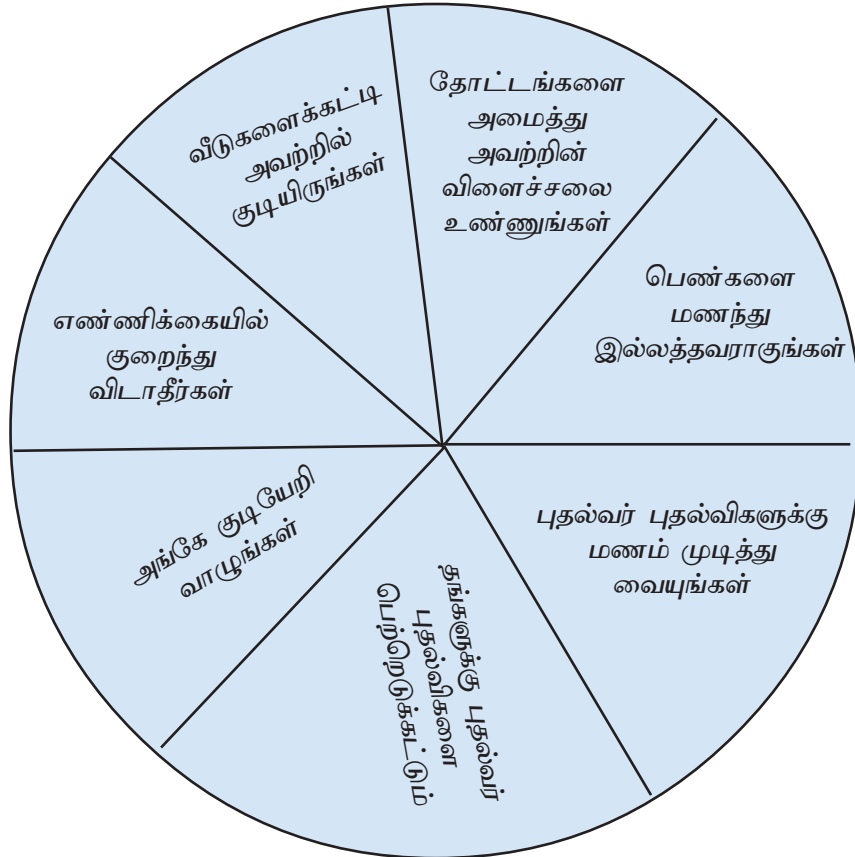 வீடுகளைக்கட்டி
அவற்றில்
குடியிருங்கள்
தோட்டங்களை
அமைத்து
அவற்றின்
விளைச்சலை
உண்ணுங்கள்
பெண்களை
மணந்து
இல்லத்தவராகுங்கள்
புதல்வர் புதல்விகளுக்கு
மணம் முடித்து
வையுங்கள்
தங்களுக்கு புதல்வர்
புதல்விகளை
பெற்றெடுக்கட்டும்
அங்கே குடியேறி
வாழுங்கள்
எண்ணிக்கையில்
குறைந்து
விடாதீர்கள்